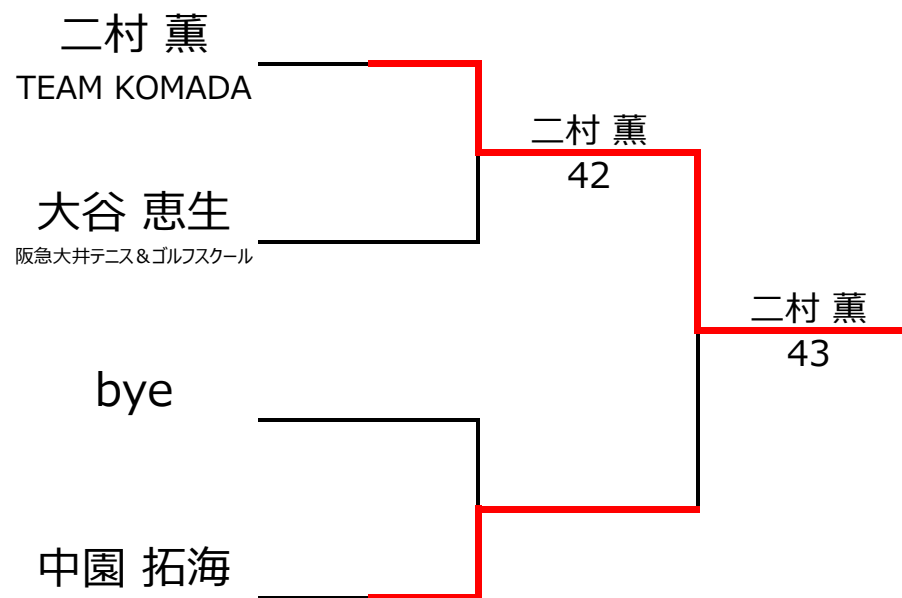 二村 薫
TEAM KOMADA
二村 薫
42
大谷 恵生
阪急大井テニス＆ゴルフスクール
二村 薫
43
bye
中園 拓海